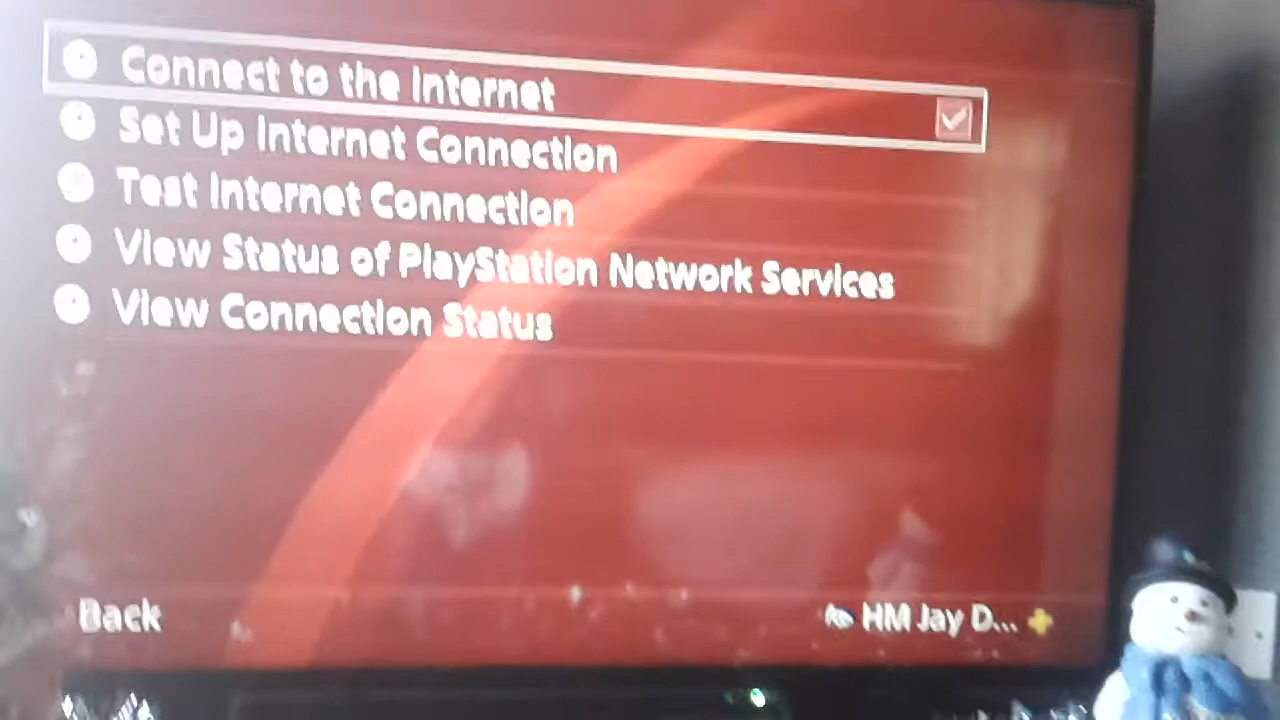 Connect to the Internet
Set Up Internet Connection
Test Internet Connection
View Status of PlayStation Network Services
View Connection Status
Back
HM Jay D...